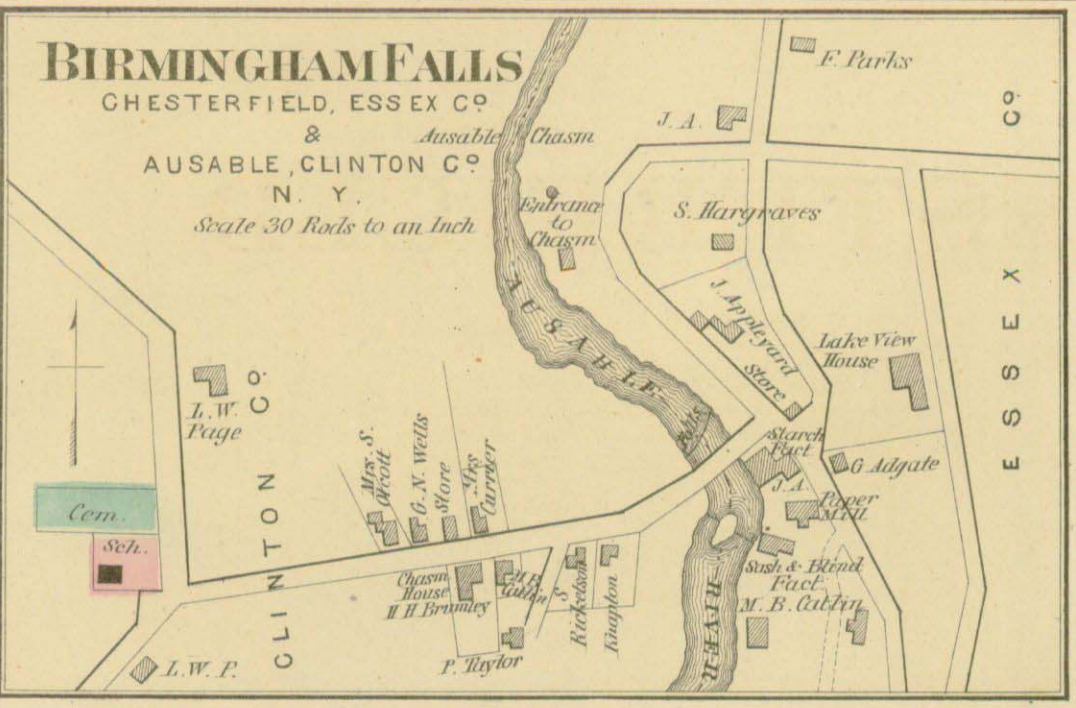 BIRMINGHAM FALLS
CHESTERFIELD, ESSEX Co.
&
AUSABLE, CLINTON Co.
N. Y.
Scale 30 Rods to an Inch
Ausable Chasm
F. Parks
J. A.
Entrance
to
Chasm
S. Hargraves
J. Appleyard
Store
Lake View
House
ESSEX Co.
AUSABLE
RIVER
Falls
Starch
Fact.
J. A.
G. Adgate
Paper
Mill
Sash & Blind
Fact.
M. B. Catlin
L. W.
Page
CLINTON Co.
Mrs. S.
Olcott
G. N. Wells
Store
Mrs
Currier
Cem.
Sch.
Chasm
House
H H Bromley
M B
Catlin
S
Rickelson
Knapton
P. Taylor
L. W. P.